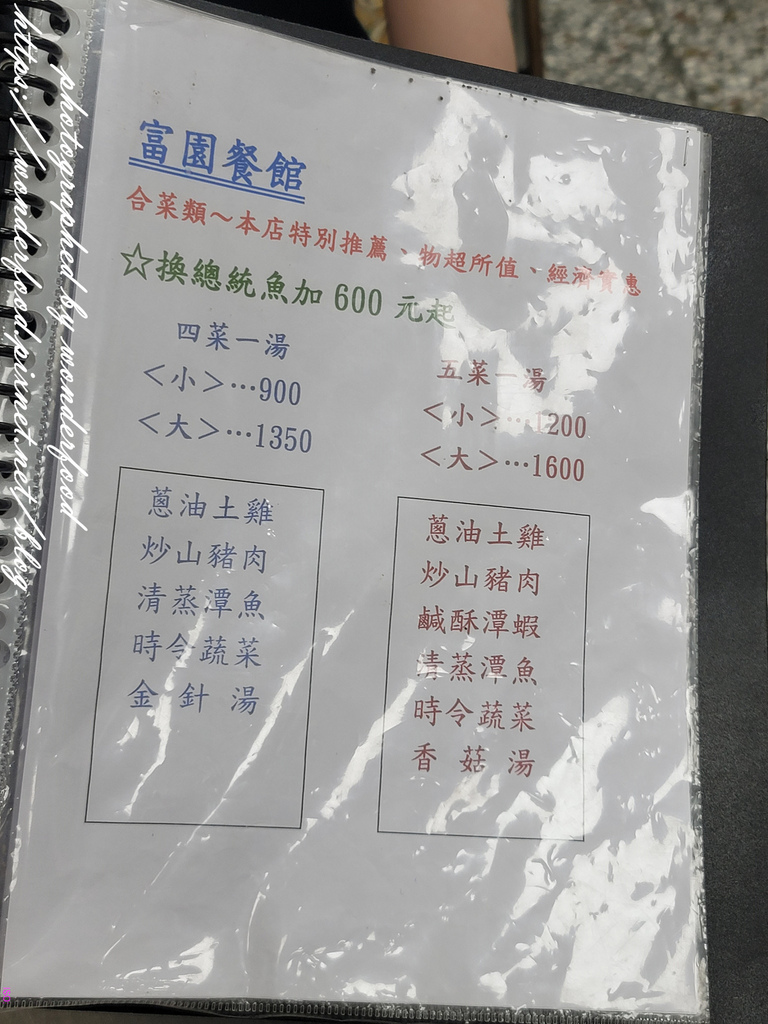 富園餐館
合菜類～本店特別推薦、物超所值、經濟實惠
☆換總統魚加 600 元起
四菜一湯
＜小＞…900
＜大＞…1350
蔥油土雞
炒山豬肉
清蒸潭魚
時令蔬菜
金針湯
五菜一湯
＜小＞…1200
＜大＞…1600
蔥油土雞
炒山豬肉
鹹酥潭蝦
清蒸潭魚
時令蔬菜
香菇湯
photographed by wonderfood
https://wonderfood.pixnet.net/blog